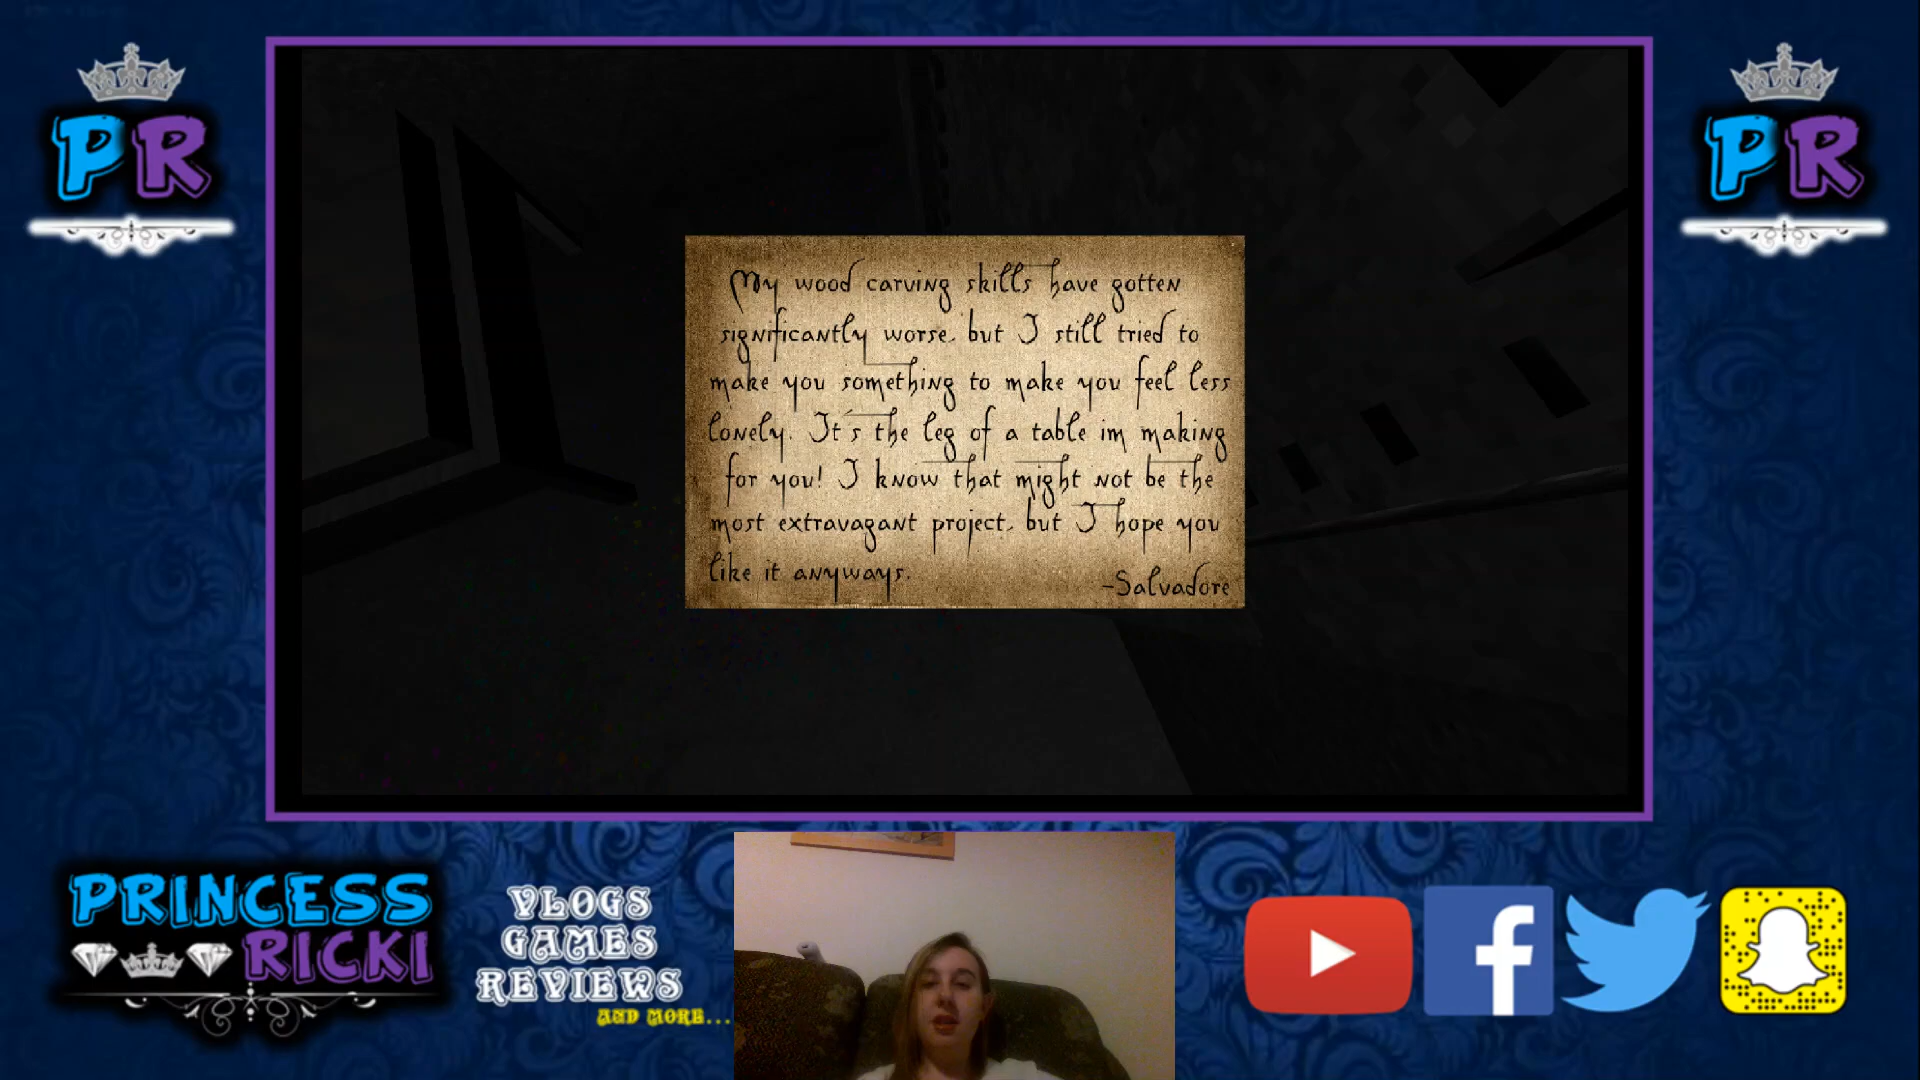 PR
PR
My wood carving skills have gotten
significantly worse, but I still tried to
make you something to make you feel less
lonely. It's the leg of a table im making
for you! I know that might not be the
most extravagant project, but I hope you
like it anyways.
-Salvadore
PRINCESS
RICKI
VLOGS
GAMES
REVIEWS
AND MORE...
f